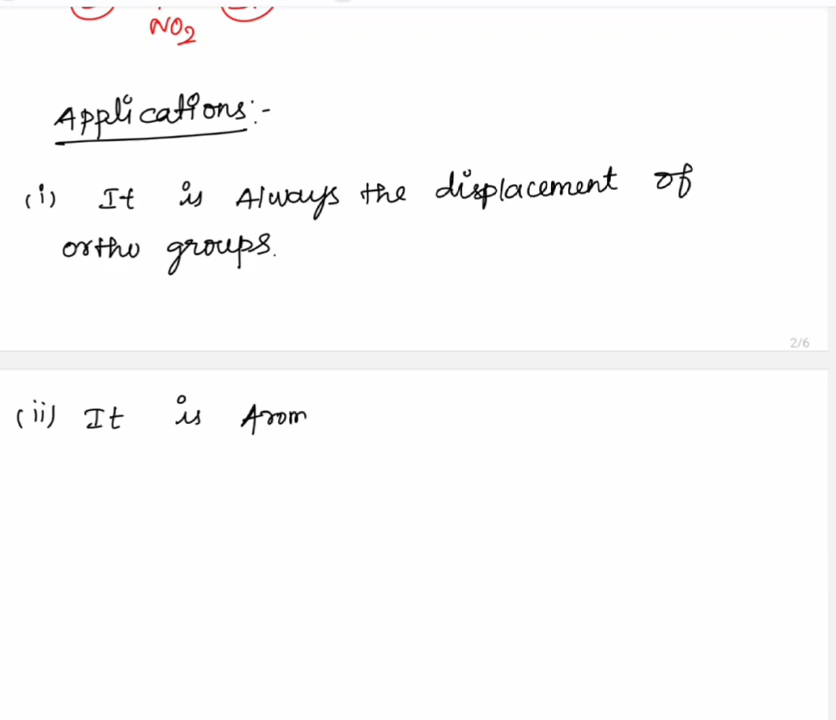 NO2
Applications:-
(i) It is Always the displacement of
ortho groups.
2/6
(ii) It is Arom